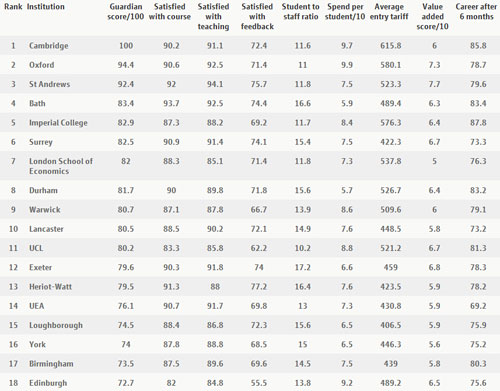 Rank Institution Guardian score/100 Satisfied with course Satisfied with teaching Satisfied with feedback Student to staff ratio Spend per student/10 Average entry tariff Value added score/10 Career after 6 months
1 Cambridge 100 90.2 91.1 72.4 11.6 9.7 615.8 6 85.8
2 Oxford 94.4 90.6 92.5 71.4 11 9.9 580.1 7.3 78.7
3 St Andrews 92.4 92 94.1 75.7 11.8 7.5 523.3 7.7 79.6
4 Bath 83.4 93.7 92.5 74.4 16.6 5.9 489.4 6.3 83.4
5 Imperial College 82.9 87.3 88.2 69.2 11.7 8.4 576.3 6.4 87.8
6 Surrey 82.5 90.9 91.4 74.1 15.4 7.5 422.3 6.7 73.3
7 London School of Economics 82 88.3 85.1 71.4 11.8 7.3 537.8 5 76.3
8 Durham 81.7 90 89.8 71.8 15.6 5.7 526.7 6.4 83.2
9 Warwick 80.7 87.1 87.8 66.7 13.9 8.6 509.6 6 79.1
10 Lancaster 80.5 88.5 90.2 72.1 14.9 7.6 448.5 5.8 73.2
11 UCL 80.2 83.3 85.8 62.2 10.2 8.8 521.2 6.7 81.3
12 Exeter 79.6 90.3 91.8 74 17.2 6.6 459 6.8 78.3
13 Heriot-Watt 79.5 91.3 88 77.2 16.4 7.6 423.5 5.9 78.2
14 UEA 76.1 90.7 91.7 69.8 13 7.3 430.8 5.9 69.2
15 Loughborough 74.5 88.4 86.8 72.3 15.6 6.5 406.5 5.9 75.9
16 York 74 87.8 88.8 68.5 15 6.5 446.3 5.6 75.2
17 Birmingham 73.5 87.5 89.6 69.6 14.5 7.5 439 5.8 80.3
18 Edinburgh 72.7 82 84.8 55.5 13.8 9.2 489.2 6.5 75.6